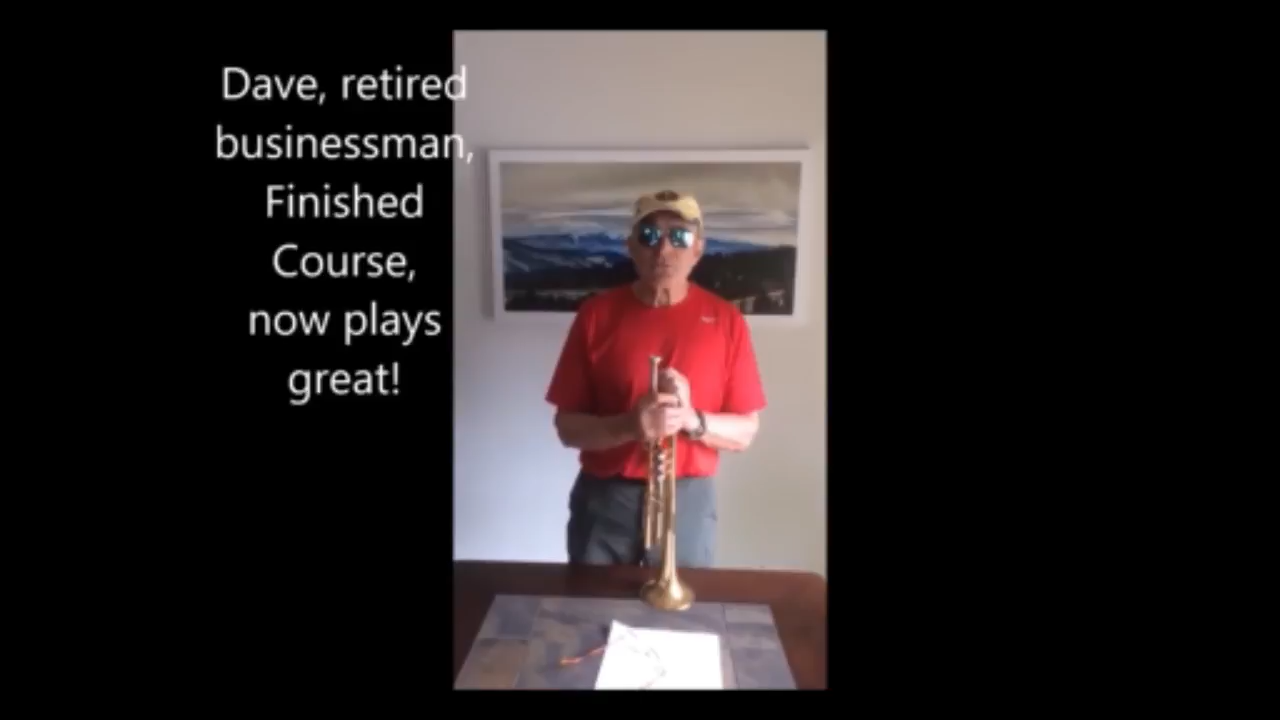 Dave, retired
businessman,
Finished
Course,
now plays
great!